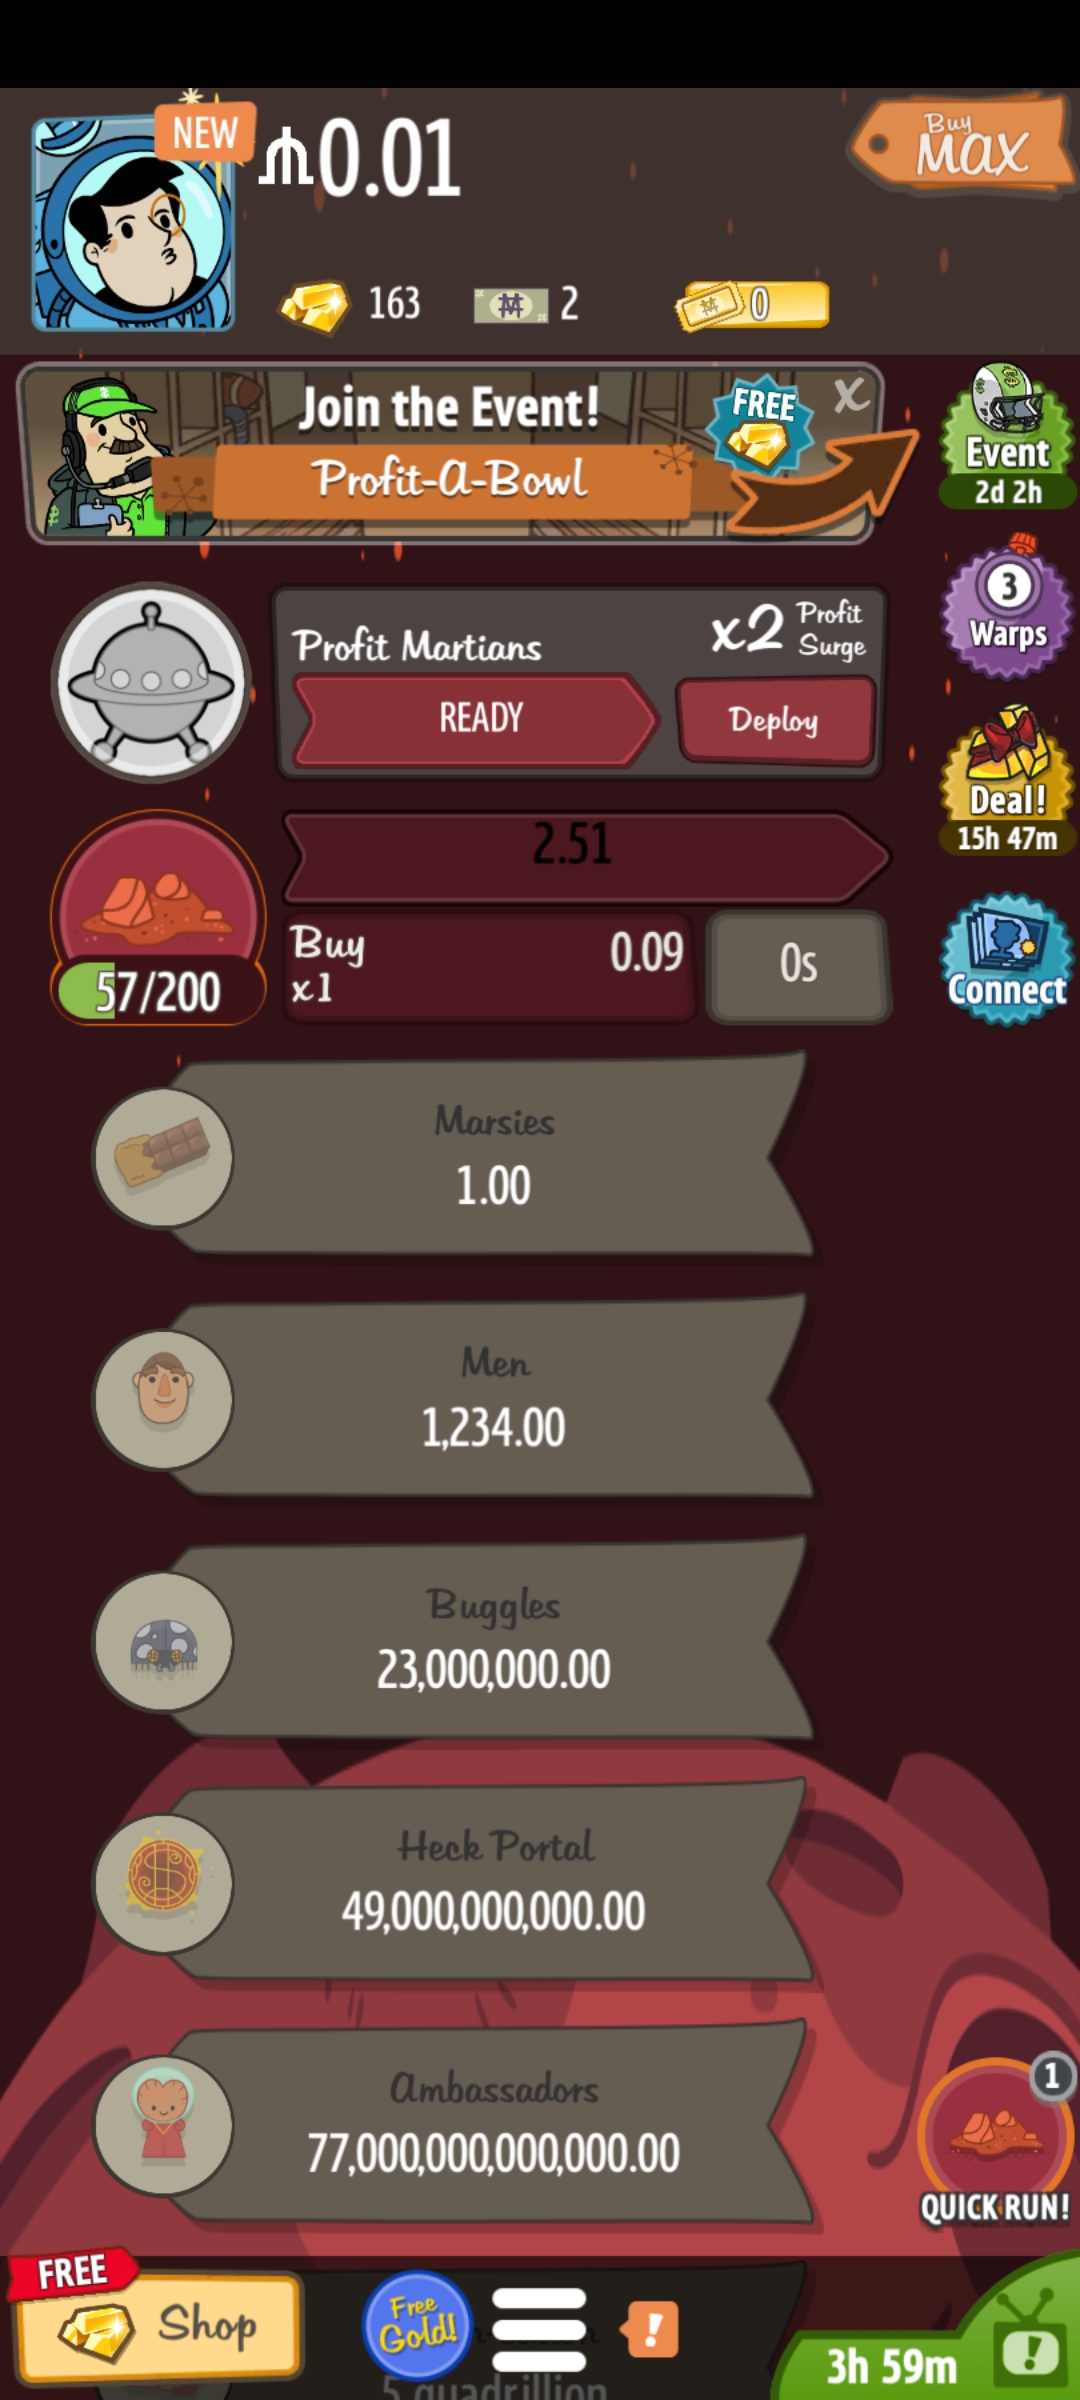 NEW
₼0.01
Buy
MAX
163
2
0
Join the Event!
FREE
X
Profit-A-Bowl
Event
2d 2h
3
Warps
Profit Martians
x2 Profit Surge
READY
Deploy
Deal!
15h 47m
2.51
57/200
Buy
x1
0.09
0s
Connect
Marsies
1.00
Men
1,234.00
Buggles
23,000,000.00
Heck Portal
49,000,000,000.00
Ambassadors
77,000,000,000,000.00
1
QUICK RUN!
FREE
Shop
Free
Gold!
!
3h 59m
!
5 quadrillion